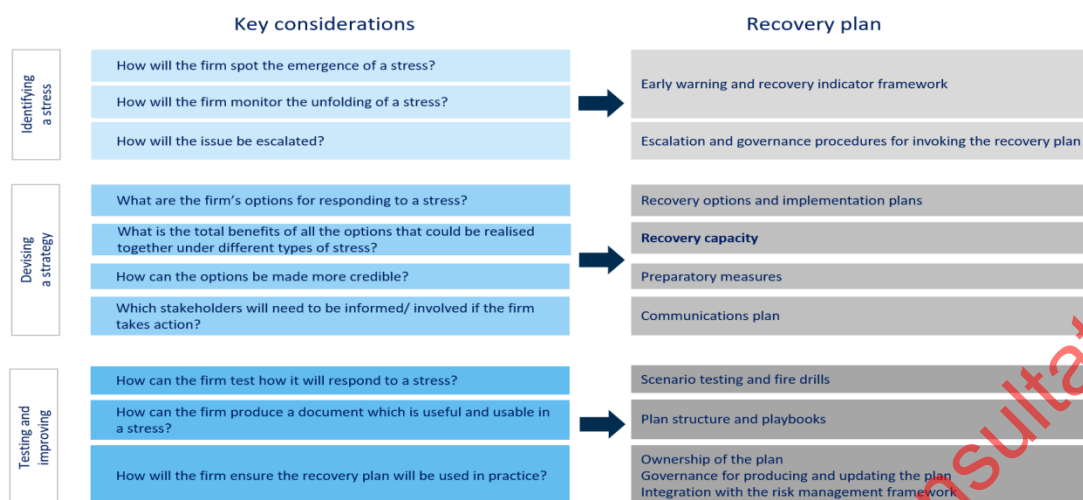 Key considerations
Recovery plan
Identifying
a stress
How will the firm spot the emergence of a stress?
How will the firm monitor the unfolding of a stress?
How will the issue be escalated?
Early warning and recovery indicator framework
Escalation and governance procedures for invoking the recovery plan
Devising
a strategy
What are the firm's options for responding to a stress?
What is the total benefits of all the options that could be realised
together under different types of stress?
How can the options be made more credible?
Which stakeholders will need to be informed/ involved if the firm
takes action?
Recovery options and implementation plans
Recovery capacity
Preparatory measures
Communications plan
Testing and
improving
How can the firm test how it will respond to a stress?
How can the firm produce a document which is useful and usable in
a stress?
How will the firm ensure the recovery plan will be used in practice?
Scenario testing and fire drills
Plan structure and playbooks
Ownership of the plan
Governance for producing and updating the plan
Integration with the risk management framework